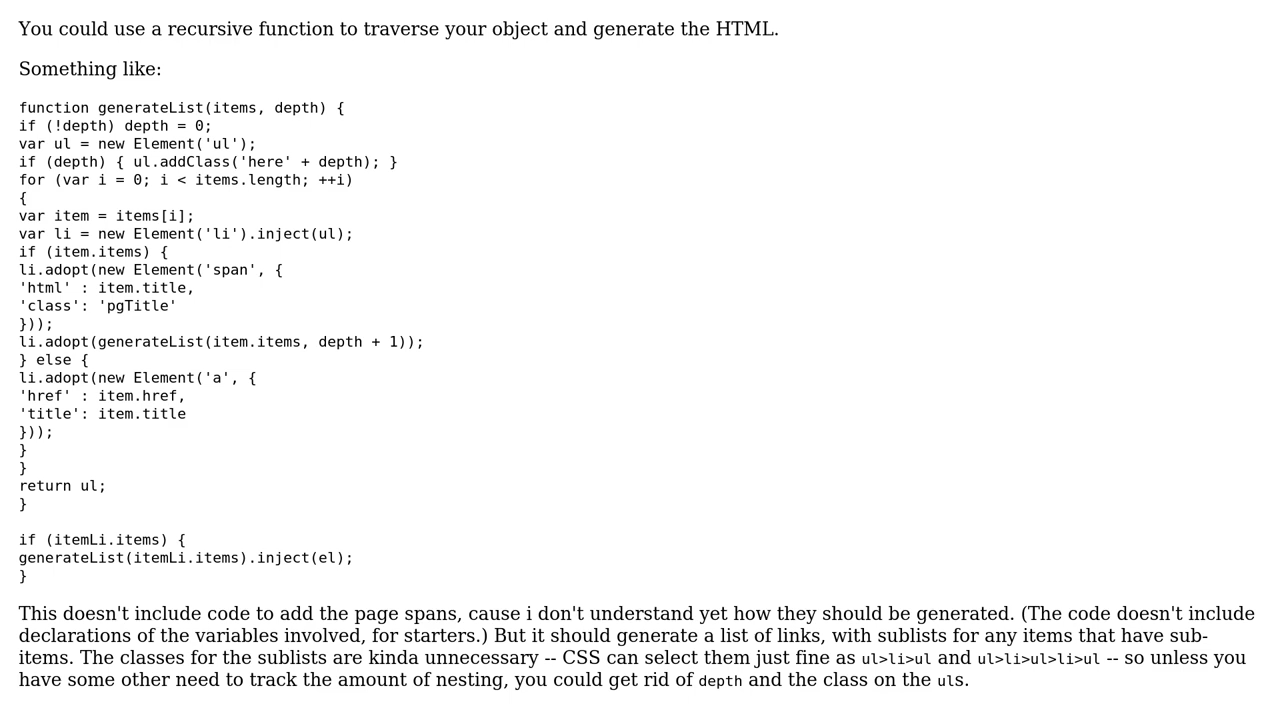 You could use a recursive function to traverse your object and generate the HTML.
Something like:
function generateList(items, depth) {
if (!depth) depth = 0;
var ul = new Element('ul');
if (depth) { ul.addClass('here' + depth); }
for (var i = 0; i < items.length; ++i)
{
var item = items[i];
var li = new Element('li').inject(ul);
if (item.items) {
li.adopt(new Element('span', {
'html' : item.title,
'class': 'pgTitle'
}));
li.adopt(generateList(item.items, depth + 1));
} else {
li.adopt(new Element('a', {
'href' : item.href,
'title': item.title
}));
}
}
return ul;
}
if (itemLi.items) {
generateList(itemLi.items).inject(el);
}
This doesn't include code to add the page spans, cause i don't understand yet how they should be generated. (The code doesn't include
declarations of the variables involved, for starters.) But it should generate a list of links, with sublists for any items that have sub-
items. The classes for the sublists are kinda unnecessary -- CSS can select them just fine as ul>li>ul and ul>li>ul>li>ul -- so unless you
have some other need to track the amount of nesting, you could get rid of depth and the class on the uls.